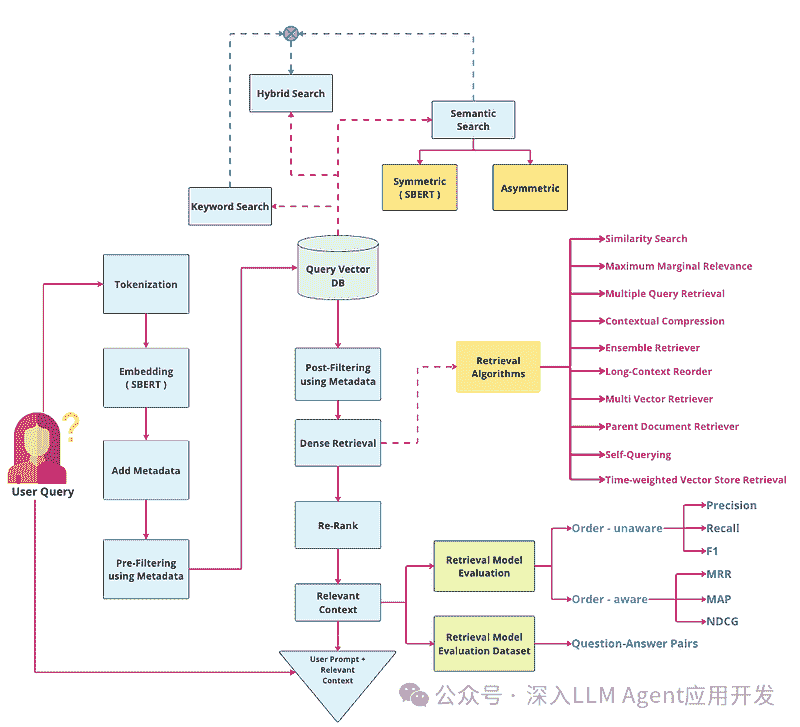 Hybrid Search
Semantic
Search
Symmetric
( SBERT )
Asymmetric
Keyword Search
Query Vector
DB
Tokenization
Embedding
( SBERT )
Add Metadata
Pre-Filtering
using Metadata
?
User Query
Post-Filtering
using Metadata
Dense Retrieval
Re-Rank
Relevant
Context
User Prompt +
Relevant
Context
Retrieval
Algorithms
Similarity Search
Maximum Marginal Relevance
Multiple Query Retrieval
Contextual Compression
Ensemble Retriever
Long-Context Reorder
Multi Vector Retriever
Parent Document Retriever
Self-Querying
Time-weighted Vector Store Retrieval
Retrieval Model
Evaluation
Order - unaware
Precision
Recall
F1
Order - aware
MRR
MAP
NDCG
Retrieval Model
Evaluation Dataset
Question-Answer Pairs
公众号 · 深入LLM Agent应用开发